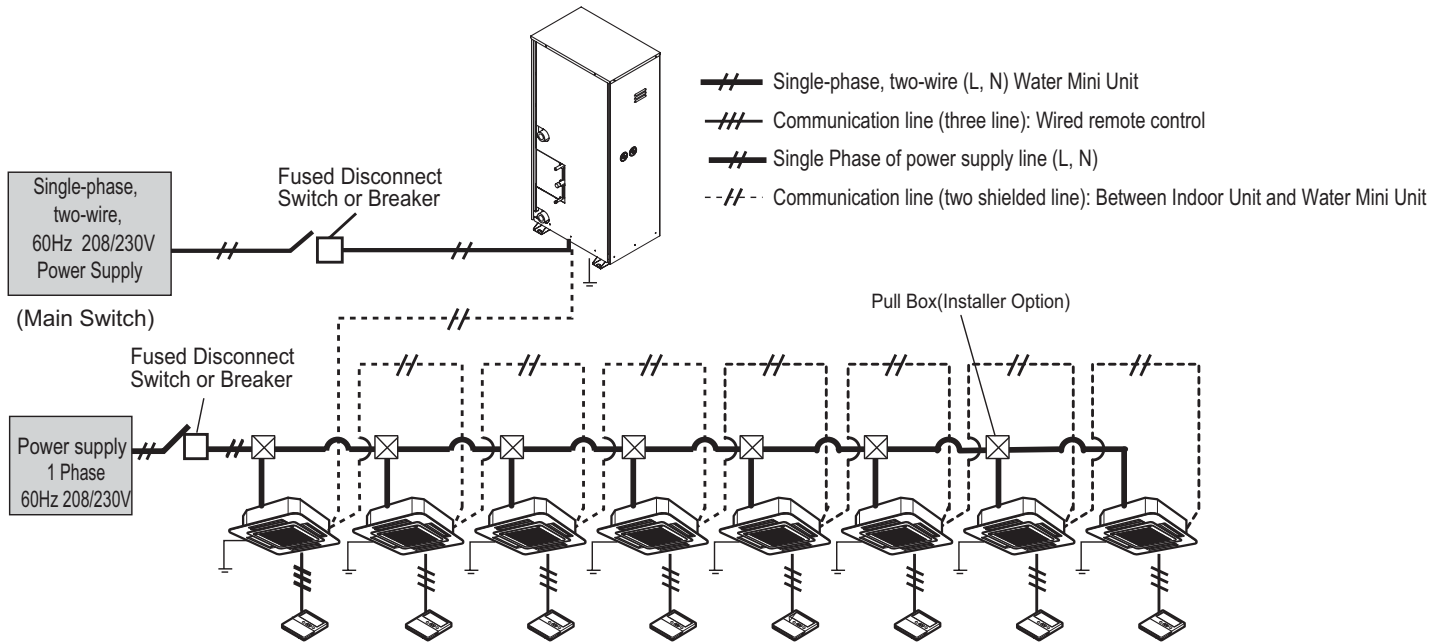 Single-phase, two-wire (L, N) Water Mini Unit
Communication line (three line): Wired remote control
Single Phase of power supply line (L, N)
Communication line (two shielded line): Between Indoor Unit and Water Mini Unit
Single-phase,
two-wire,
60Hz 208/230V
Power Supply
(Main Switch)
Fused Disconnect
Switch or Breaker
Pull Box(Installer Option)
Fused Disconnect
Switch or Breaker
Power supply
1 Phase
60Hz 208/230V